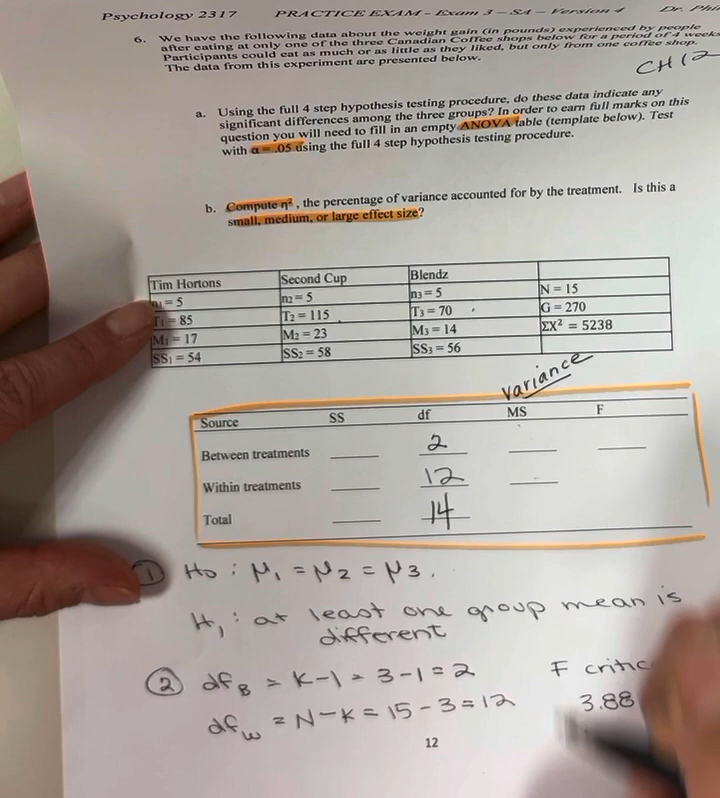 Psychology 2317 PRACTICE EXAM - Exam 3 - SA - Version 4 Dr.
6. We have the following data about the weight gain (in pounds) experienced by people
after eating at only one of the three Canadian Coffee shops below for a period of 4 weeks
Participants could eat as much or as little as they liked, but only from one coffee shop.
The data from this experiment are presented below.
CH12
a. Using the full 4 step hypothesis testing procedure, do these data indicate any
significant differences among the three groups? In order to earn full marks on this
question you will need to fill in an empty ANOVA table (template below). Test
with α = .05 using the full 4 step hypothesis testing procedure.
b. Compute η², the percentage of variance accounted for by the treatment. Is this a
small, medium, or large effect size?
Tim Hortons Second Cup Blendz
n₁ = 5 n₂ = 5 n₃ = 5 N = 15
T₁ = 85 T₂ = 115 T₃ = 70 G = 270
M₁ = 17 M₂ = 23 M₃ = 14 ΣX² = 5238
SS₁ = 54 SS₂ = 58 SS₃ = 56
variance
Source SS df MS F
Between treatments 2
Within treatments 12
Total 14
① Ho : μ₁ = μ₂ = μ₃.
H₁ : at least one group mean is
different
② df_B = K-1 = 3-1 = 2 F
df_w = N-K = 15-3 = 12 3.88
12